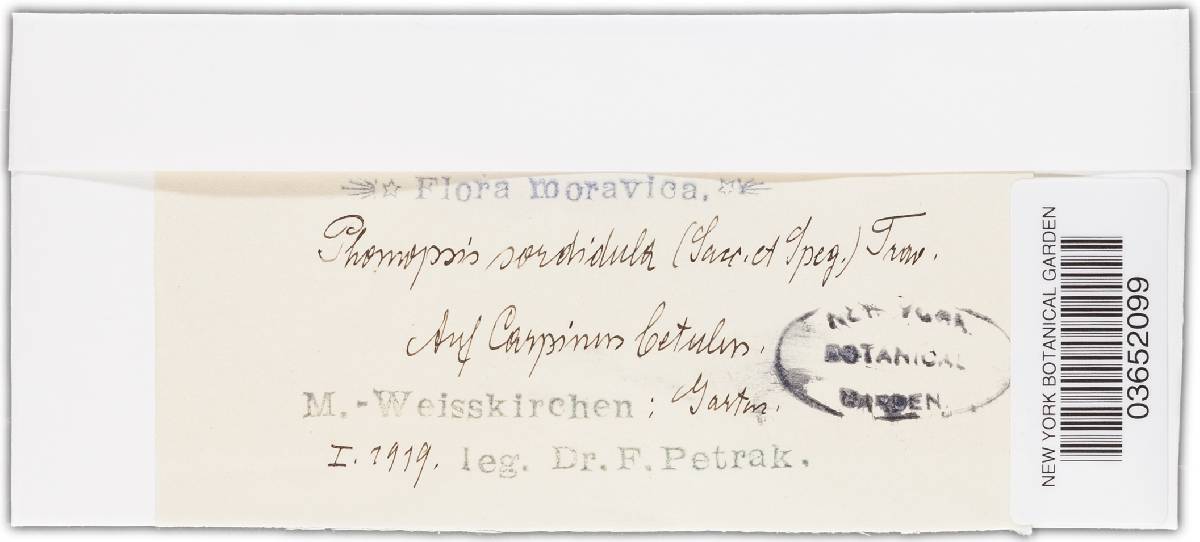 Flora moravica.
Phomopsis sordidula (Sacc. et Speg.) Trav.
Auf Carpinus betulus.
M.-Weisskirchen; Garten.
I. 1919. leg. Dr. F. Petrak.
NEW YORK
BOTANICAL
GARDEN.
NEW YORK BOTANICAL GARDEN
03652099